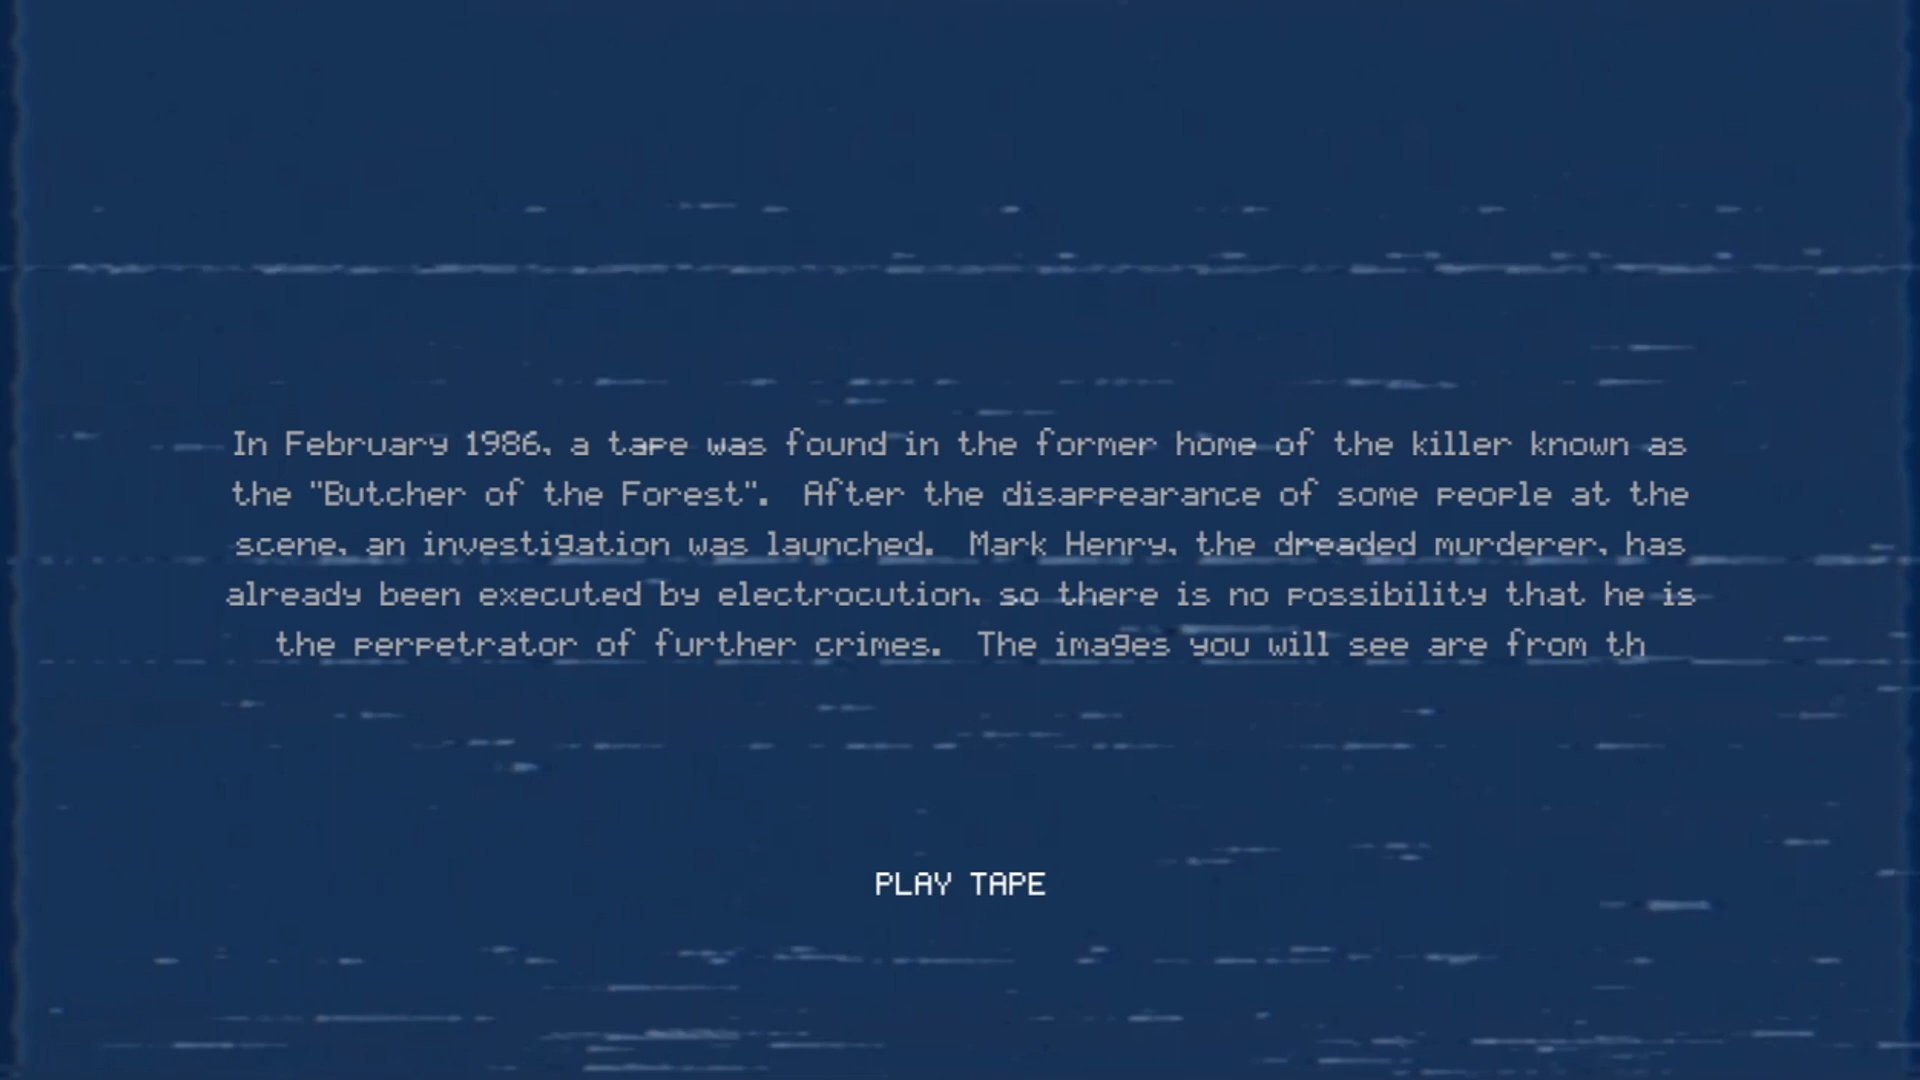 In February 1986, a tape was found in the former home of the killer known as
the "Butcher of the Forest".  After the disappearance of some people at the
scene, an investigation was launched.  Mark Henry, the dreaded murderer, has
already been executed by electrocution, so there is no possibility that he is
the perpetrator of further crimes.  The images you will see are from th
PLAY TAPE